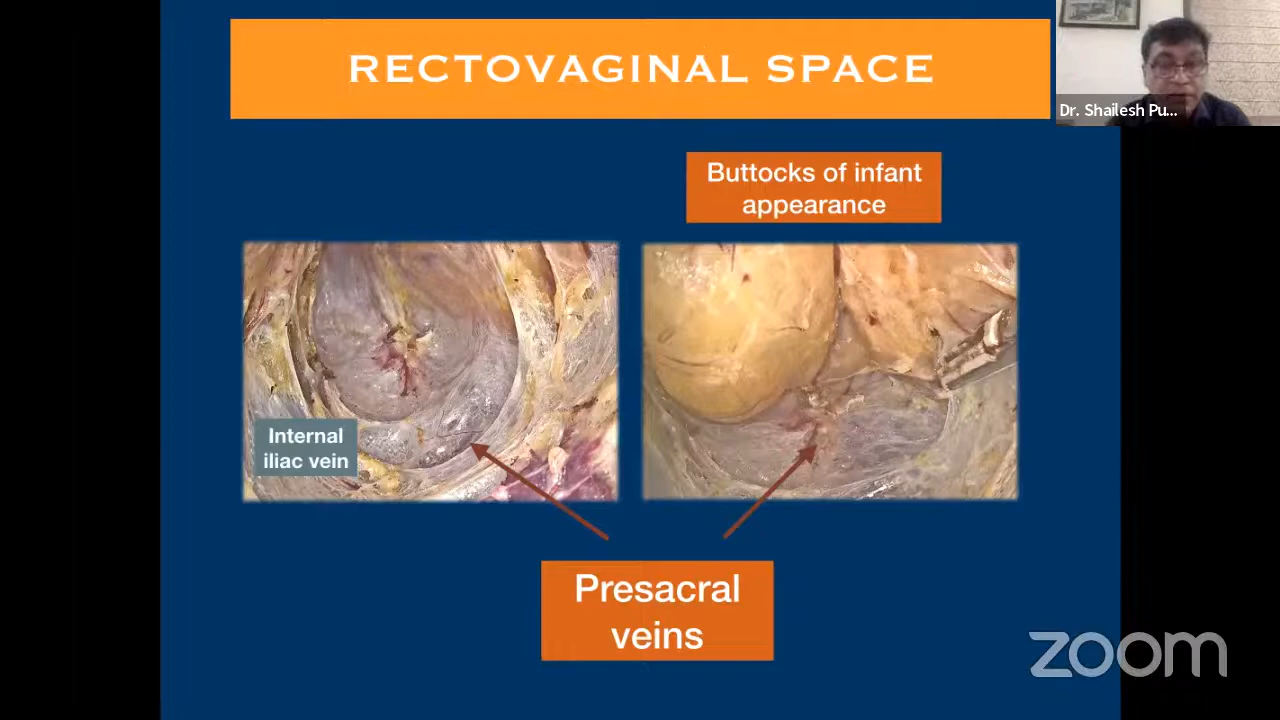 RECTOVAGINAL SPACE
Dr. Shailesh Pu...
Buttocks of infant
appearance
Internal
iliac vein
Presacral
veins
zoom